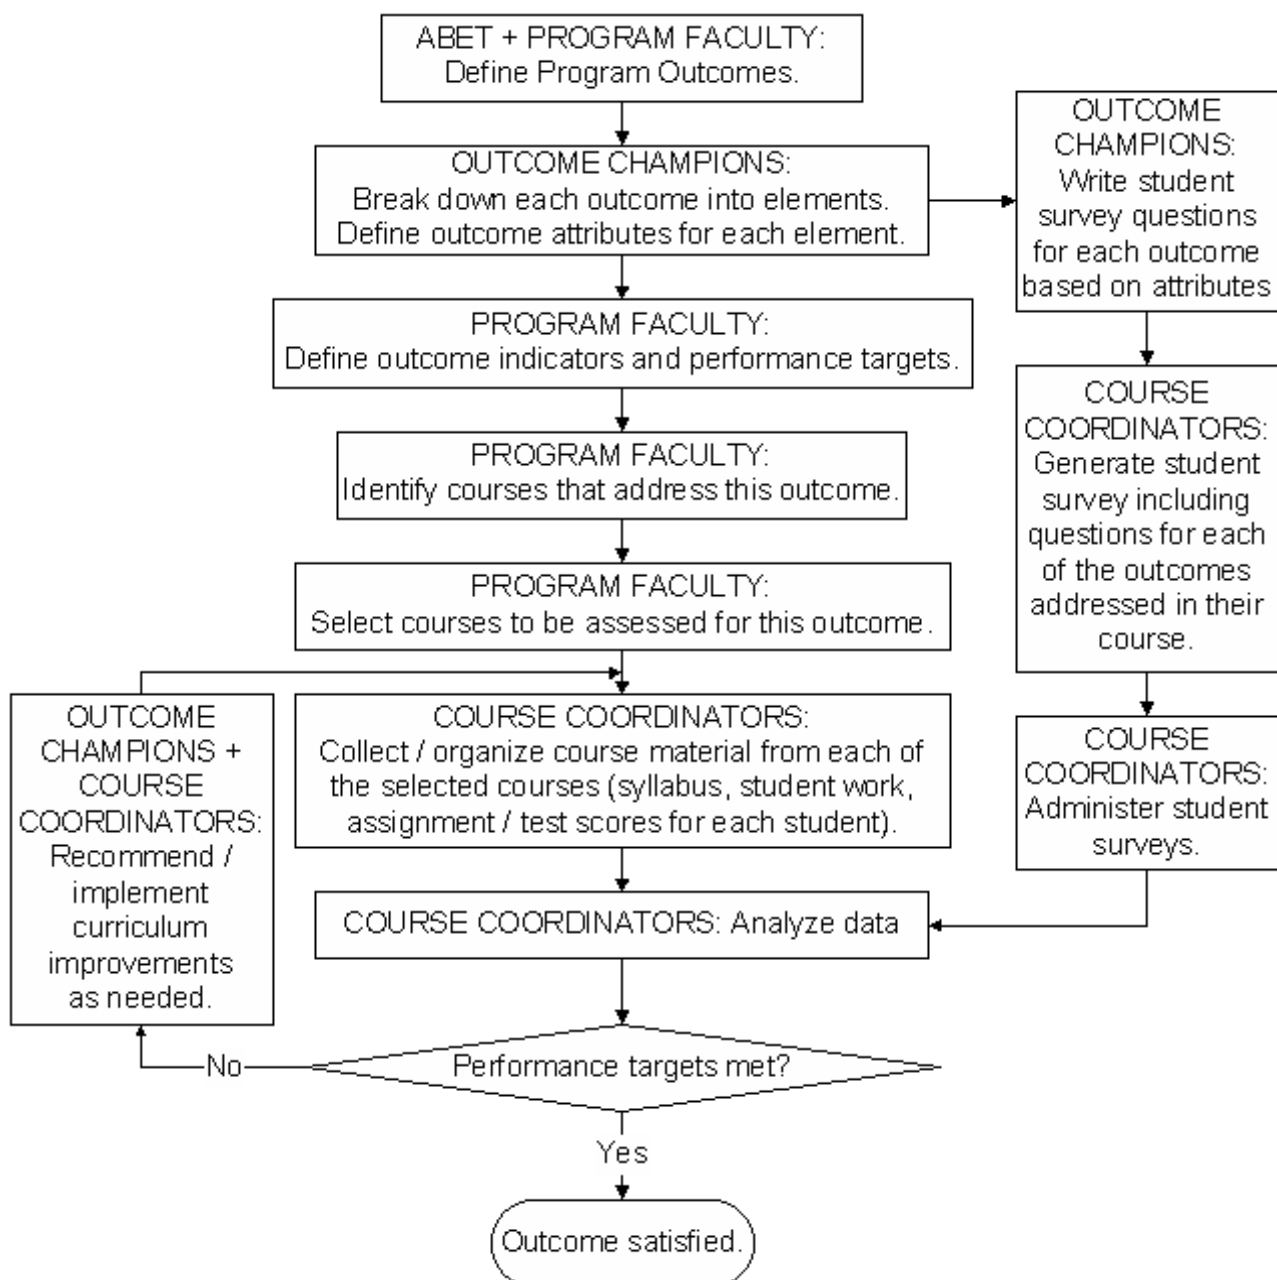 ABET + PROGRAM FACULTY:
Define Program Outcomes.
OUTCOME CHAMPIONS:
Break down each outcome into elements.
Define outcome attributes for each element.
OUTCOME
CHAMPIONS:
Write student
survey questions
for each outcome
based on attributes
PROGRAM FACULTY:
Define outcome indicators and performance targets.
PROGRAM FACULTY:
Identify courses that address this outcome.
COURSE
COORDINATORS:
Generate student
survey including
questions for each
of the outcomes
addressed in their
course.
PROGRAM FACULTY:
Select courses to be assessed for this outcome.
OUTCOME
CHAMPIONS +
COURSE
COORDINATORS:
Recommend /
implement
curriculum
improvements
as needed.
COURSE COORDINATORS:
Collect / organize course material from each of
the selected courses (syllabus, student work,
assignment / test scores for each student).
COURSE
COORDINATORS:
Administer student
surveys.
COURSE COORDINATORS: Analyze data
Performance targets met?
No
Yes
Outcome satisfied.